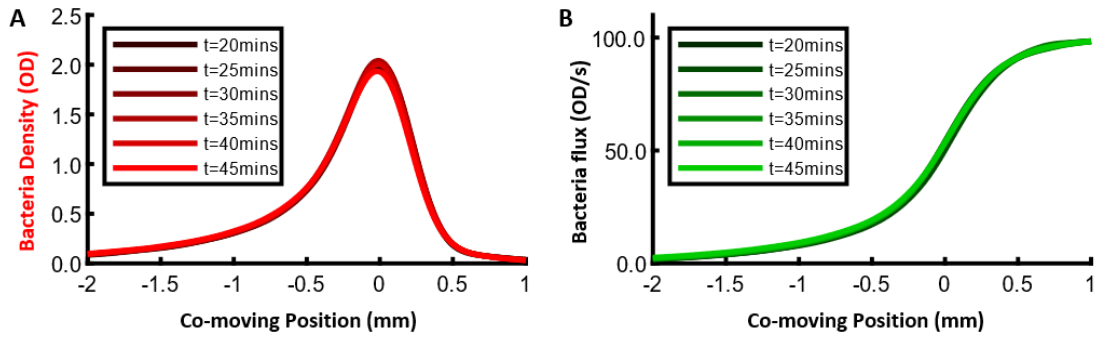 A
Bacteria Density (OD)
2.5
2.0
1.5
1.0
0.5
0.0
t=20mins
t=25mins
t=30mins
t=35mins
t=40mins
t=45mins
-2
-1.5
-1
-0.5
0
0.5
1
Co-moving Position (mm)
B
Bacteria flux (OD/s)
100.0
50.0
0.0
t=20mins
t=25mins
t=30mins
t=35mins
t=40mins
t=45mins
-2
-1.5
-1
-0.5
0
0.5
1
Co-moving Position (mm)